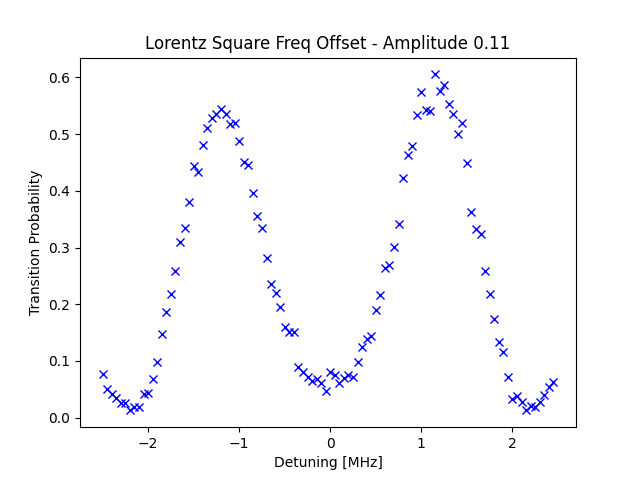 Lorentz Square Freq Offset - Amplitude 0.11
0.6
0.5
0.4
0.3
0.2
0.1
0.0
Transition Probability
−2 −1 0 1 2
Detuning [MHz]